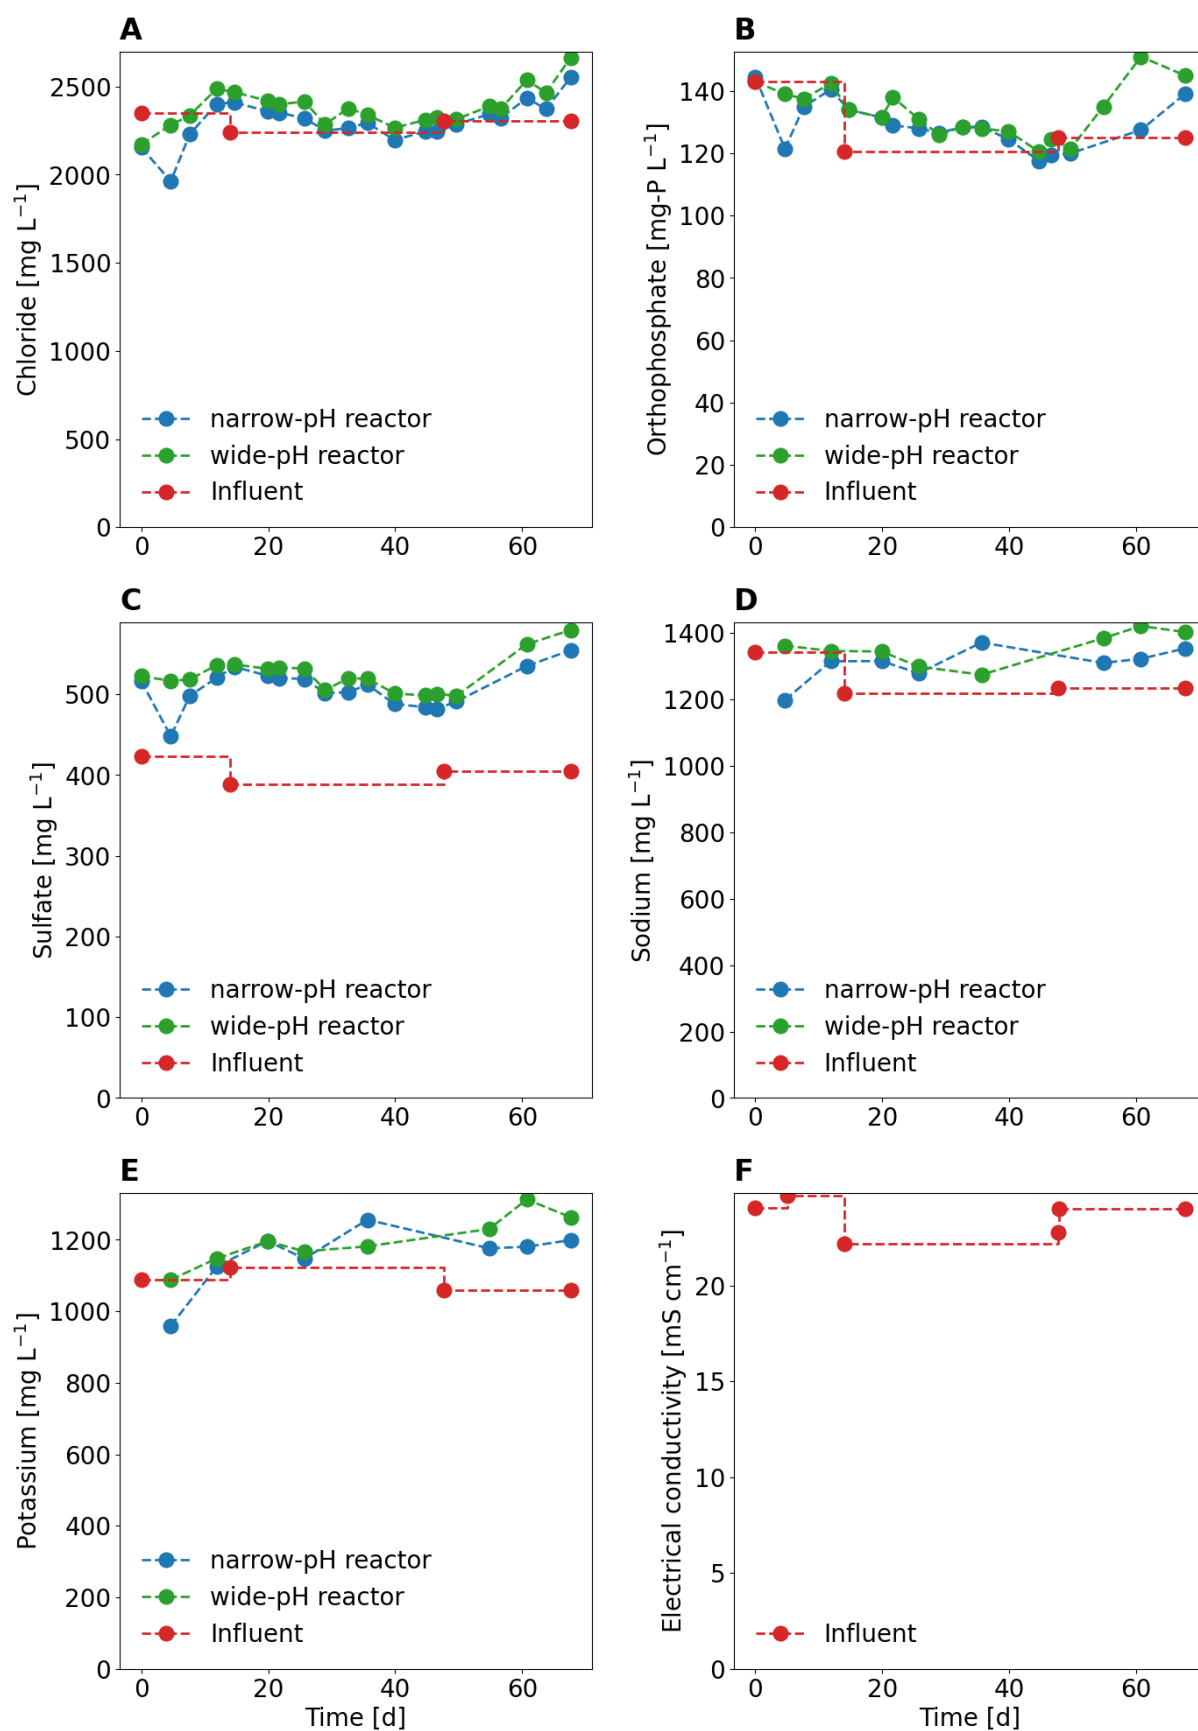 A
Chloride [mg L⁻¹]
2500
2000
1500
1000
500
0
narrow-pH reactor
wide-pH reactor
Influent
0 20 40 60
B
Orthophosphate [mg-P L⁻¹]
140
120
100
80
60
40
20
0
narrow-pH reactor
wide-pH reactor
Influent
0 20 40 60
C
Sulfate [mg L⁻¹]
500
400
300
200
100
0
narrow-pH reactor
wide-pH reactor
Influent
0 20 40 60
D
Sodium [mg L⁻¹]
1400
1200
1000
800
600
400
200
0
narrow-pH reactor
wide-pH reactor
Influent
0 20 40 60
E
Potassium [mg L⁻¹]
1200
1000
800
600
400
200
0
narrow-pH reactor
wide-pH reactor
Influent
0 20 40 60
Time [d]
F
Electrical conductivity [mS cm⁻¹]
20
15
10
5
0
Influent
0 20 40 60
Time [d]